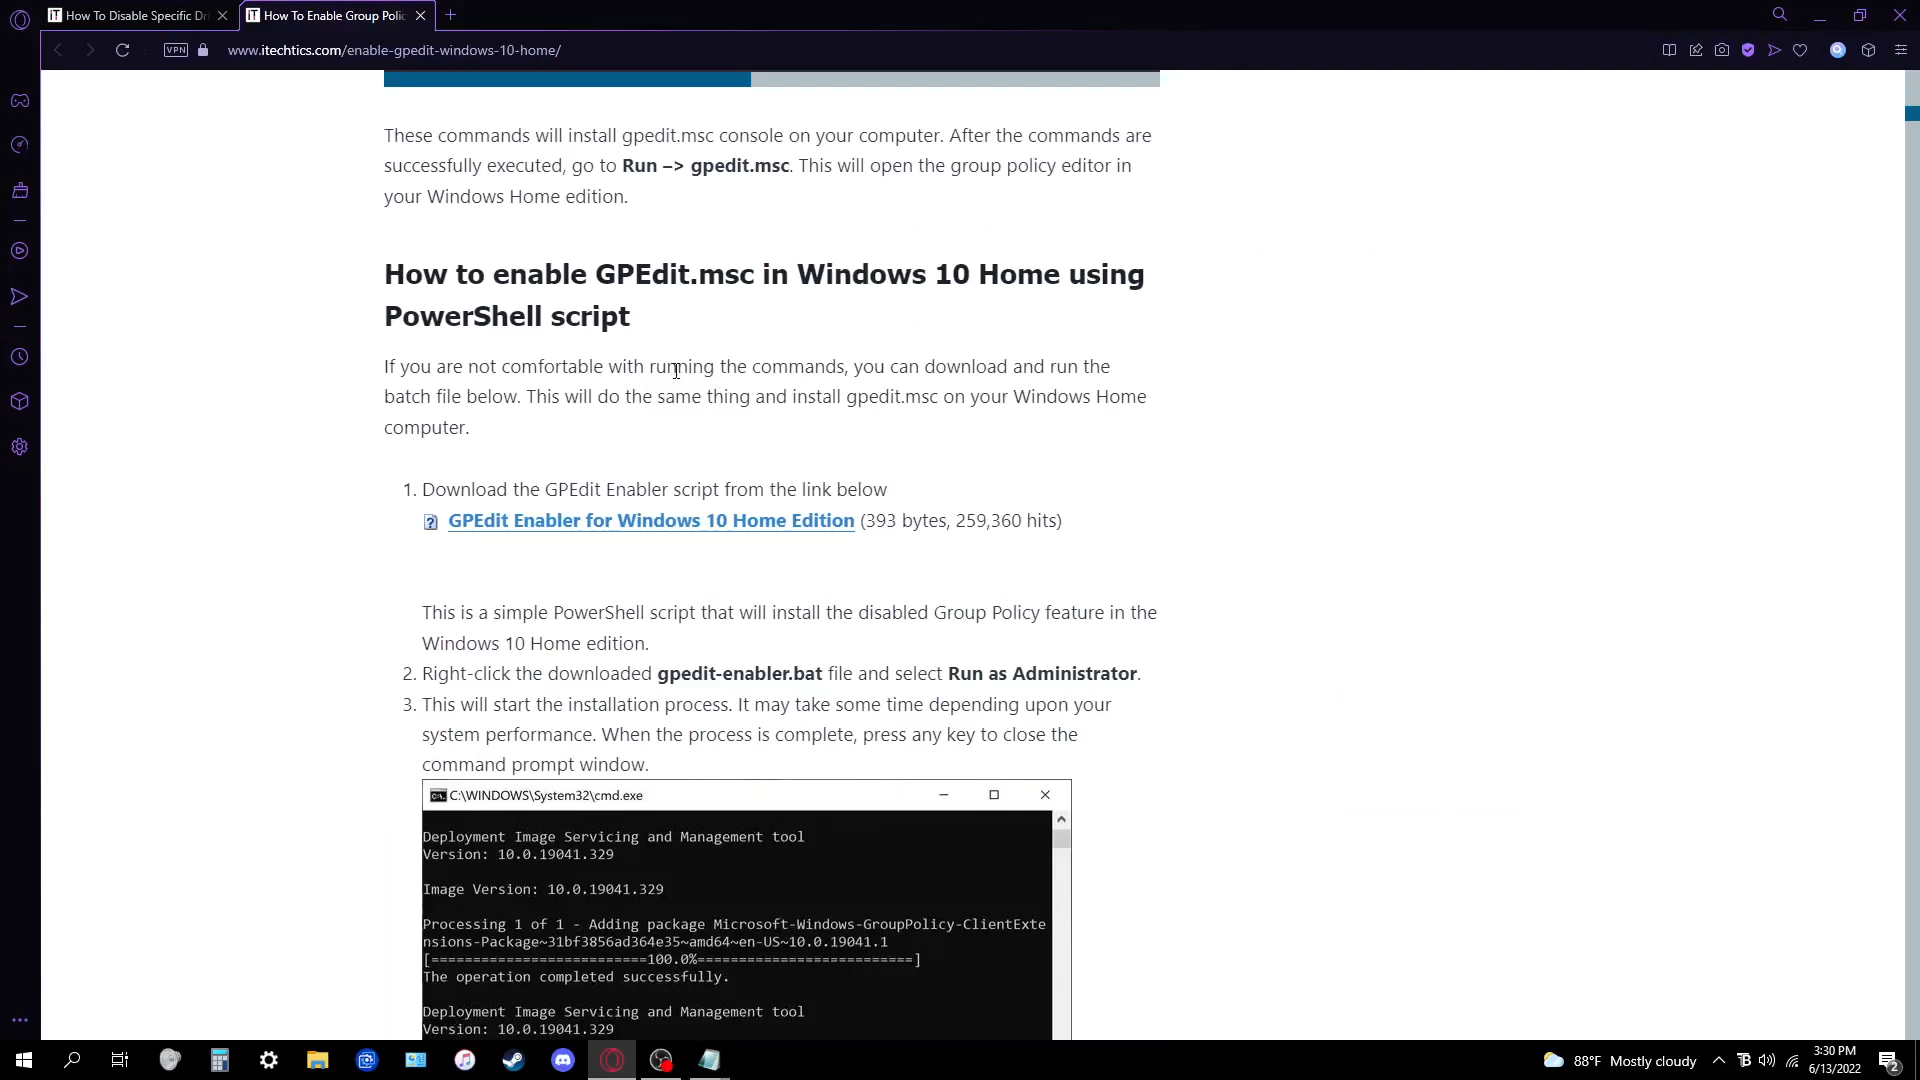 How To Disable Specific Dri
How To Enable Group Polic
VPN
www.itechtics.com/enable-gpedit-windows-10-home/
These commands will install gpedit.msc console on your computer. After the commands are
successfully executed, go to Run –> gpedit.msc. This will open the group policy editor in
your Windows Home edition.
How to enable GPEdit.msc in Windows 10 Home using
PowerShell script
If you are not comfortable with running the commands, you can download and run the
batch file below. This will do the same thing and install gpedit.msc on your Windows Home
computer.
1. Download the GPEdit Enabler script from the link below
GPEdit Enabler for Windows 10 Home Edition (393 bytes, 259,360 hits)
This is a simple PowerShell script that will install the disabled Group Policy feature in the
Windows 10 Home edition.
2. Right-click the downloaded gpedit-enabler.bat file and select Run as Administrator.
3. This will start the installation process. It may take some time depending upon your
system performance. When the process is complete, press any key to close the
command prompt window.
C:\WINDOWS\System32\cmd.exe
Deployment Image Servicing and Management tool
Version: 10.0.19041.329
Image Version: 10.0.19041.329
Processing 1 of 1 - Adding package Microsoft-Windows-GroupPolicy-ClientExte
nsions-Package~31bf3856ad364e35~amd64~en-US~10.0.19041.1
[==========================100.0%==========================]
The operation completed successfully.
Deployment Image Servicing and Management tool
Version: 10.0.19041.329
88°F Mostly cloudy
3:30 PM
6/13/2022
2